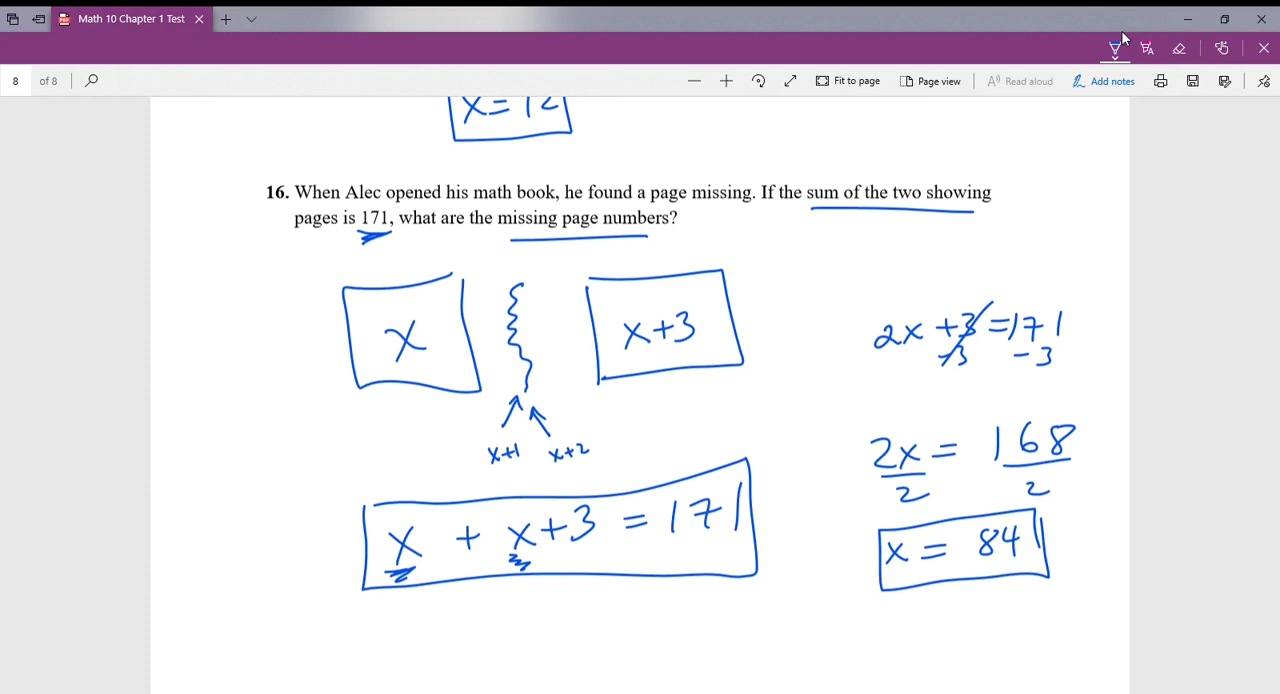 Math 10 Chapter 1 Test
8 of 8
Fit to page
Page view
Read aloud
Add notes
x = 12
16. When Alec opened his math book, he found a page missing. If the sum of the two showing
pages is 171, what are the missing page numbers?
x
x+3
x+1
x+2
x + x+3 = 171
2x +3 = 171
-3 -3
2x = 168
2 2
x = 84